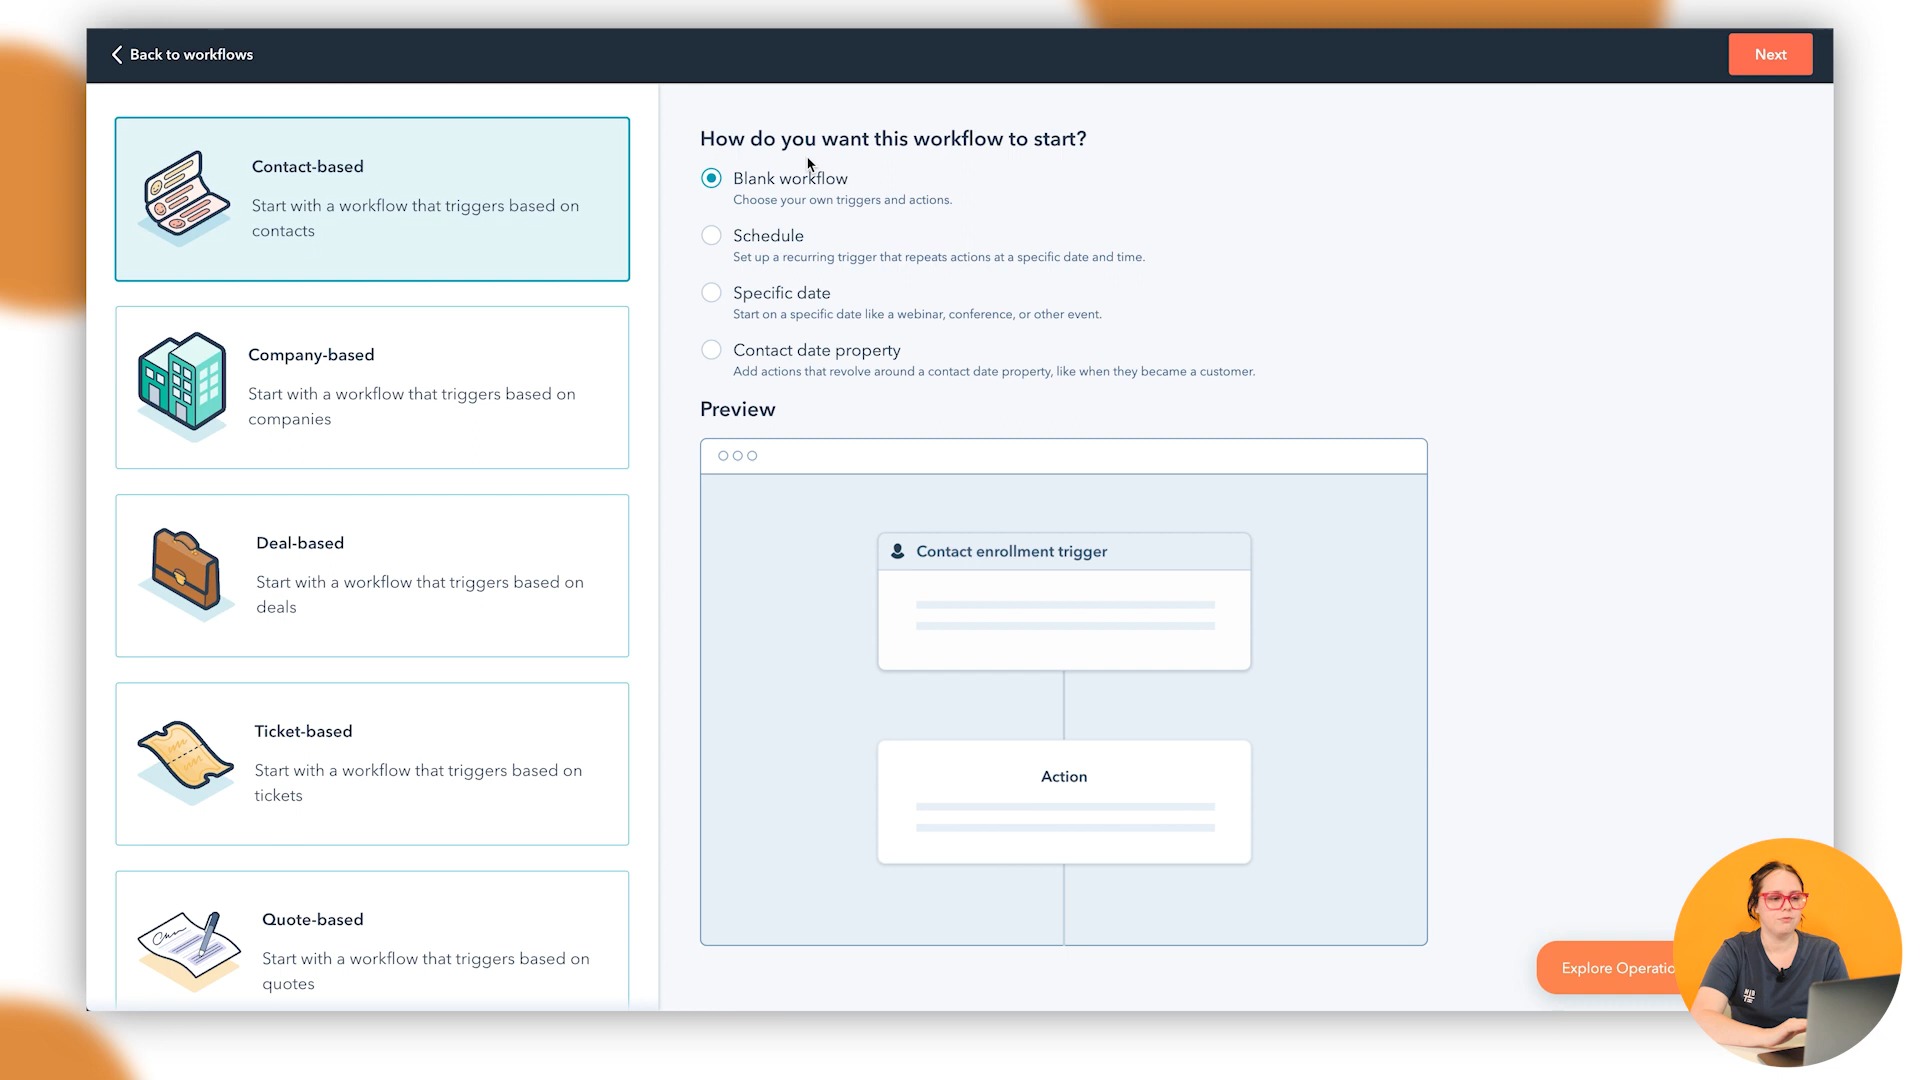 Back to workflows
Next
Contact-based
Start with a workflow that triggers based on
contacts
Company-based
Start with a workflow that triggers based on
companies
Deal-based
Start with a workflow that triggers based on
deals
Ticket-based
Start with a workflow that triggers based on
tickets
Quote-based
Start with a workflow that triggers based on
quotes
How do you want this workflow to start?
Blank workflow
Choose your own triggers and actions.
Schedule
Set up a recurring trigger that repeats actions at a specific date and time.
Specific date
Start on a specific date like a webinar, conference, or other event.
Contact date property
Add actions that revolve around a contact date property, like when they became a customer.
Preview
Contact enrollment trigger
Action
Explore Operatio